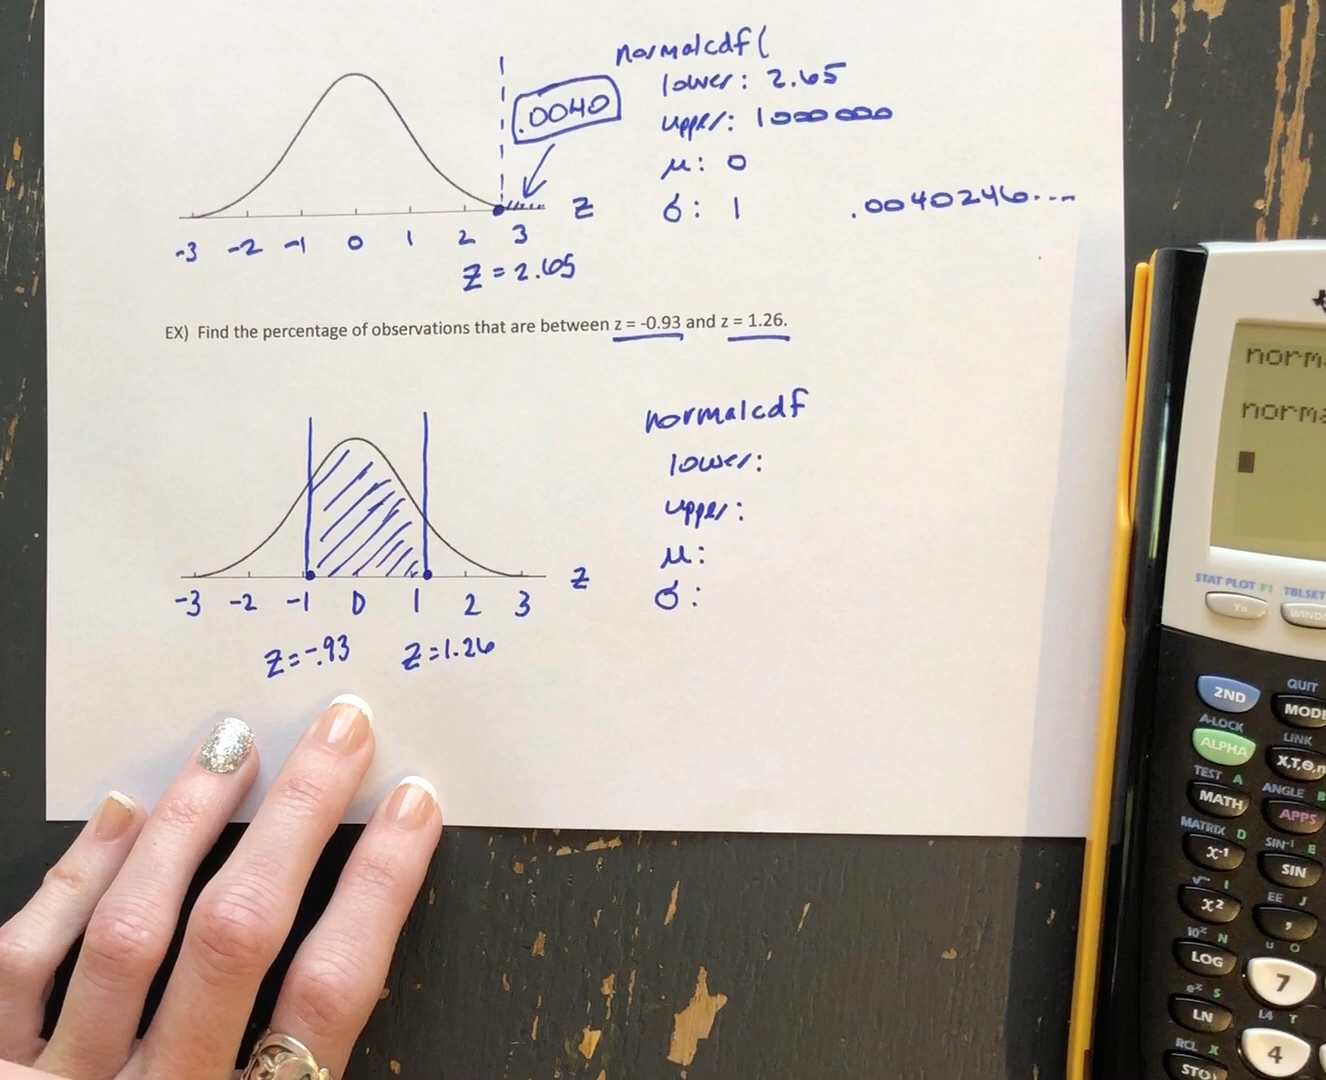 normalcdf(
lower: 2.65
.0040
upper: 1000000
μ: 0
σ: 1
.0040246...
z
-3 -2 -1 0 1 2 3
z = 2.65
EX) Find the percentage of observations that are between z = -0.93 and z = 1.26.
normalcdf
lower:
upper:
μ:
σ:
z
-3 -2 -1 0 1 2 3
z=-.93 z=1.26
norm
norm
STAT PLOT F1 TBLSET
Y=
2ND
QUIT
MODE
A-LOCK
ALPHA
LINK
X,T,θ,n
TEST A
MATH
ANGLE B
APPS
MATRIX D
x-1
SIN-1 E
SIN
√ I
x²
EE J
,
10ˣ N
LOG
u O
7
eˣ S
LN
L4 T
4
RCL X
STO